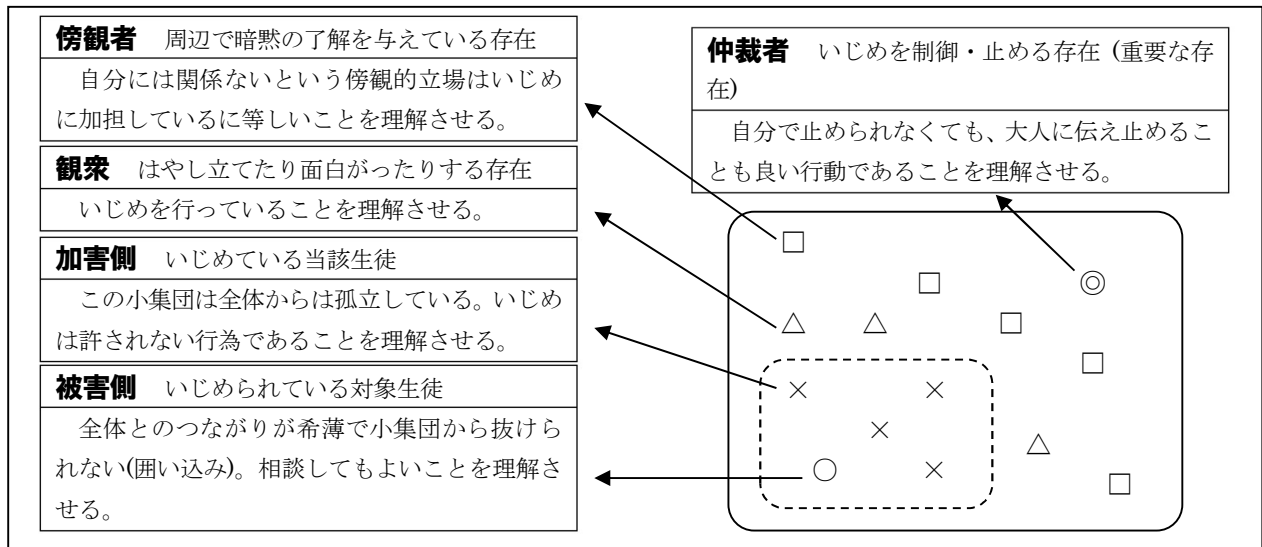 傍観者 周辺で暗黙の了解を与えている存在
自分には関係ないという傍観的立場はいじめ
に加担しているに等しいことを理解させる。
観衆 はやし立てたり面白がったりする存在
いじめを行っていることを理解させる。
加害側 いじめている当該生徒
この小集団は全体からは孤立している。いじめ
は許されない行為であることを理解させる。
被害側 いじめられている対象生徒
全体とのつながりが希薄で小集団から抜けら
れない(囲い込み)。相談してもよいことを理解さ
せる。
仲裁者 いじめを制御・止める存在 (重要な存
在)
自分で止められなくても、大人に伝え止めるこ
とも良い行動であることを理解させる。